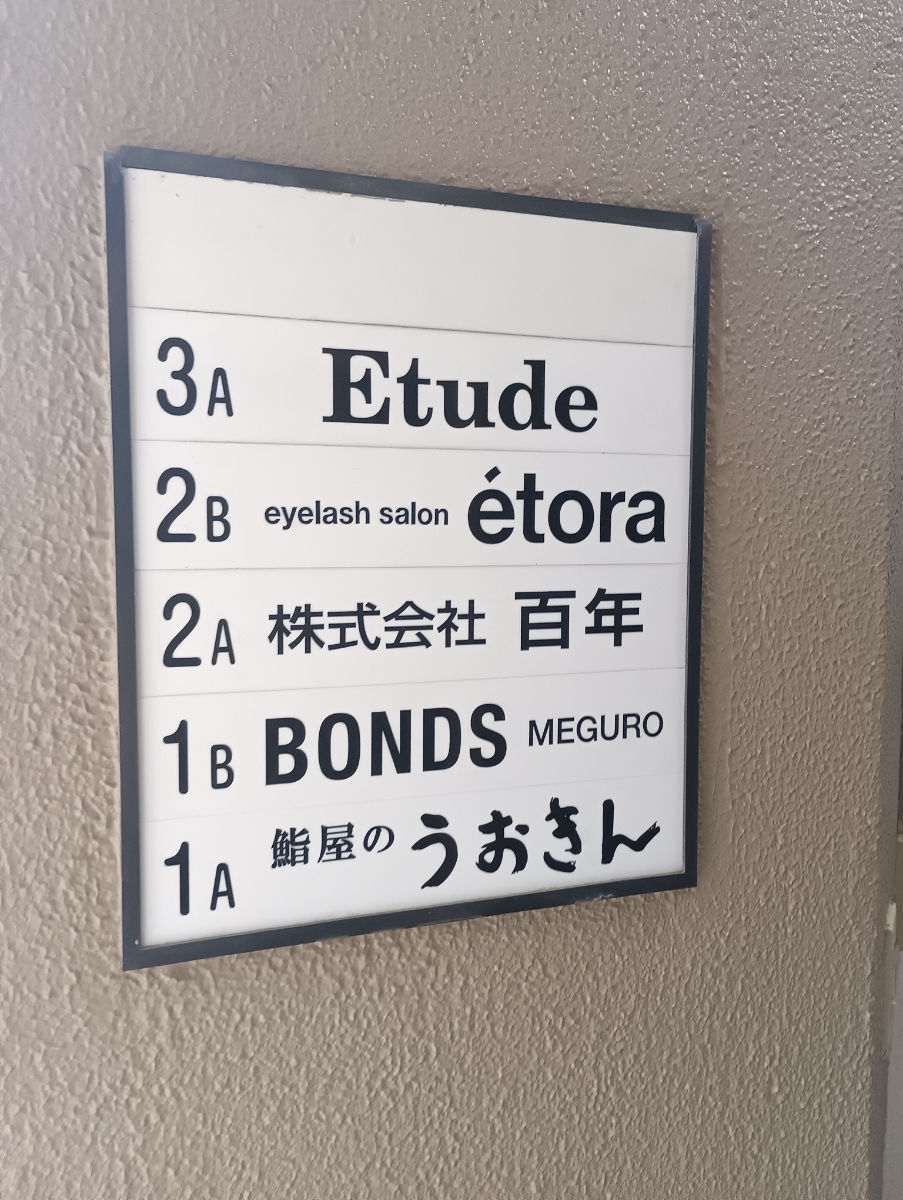 3A Etude
2B eyelash salon étora
2A 株式会社 百年
1B BONDS MEGURO
1A 鮨屋の うおきん